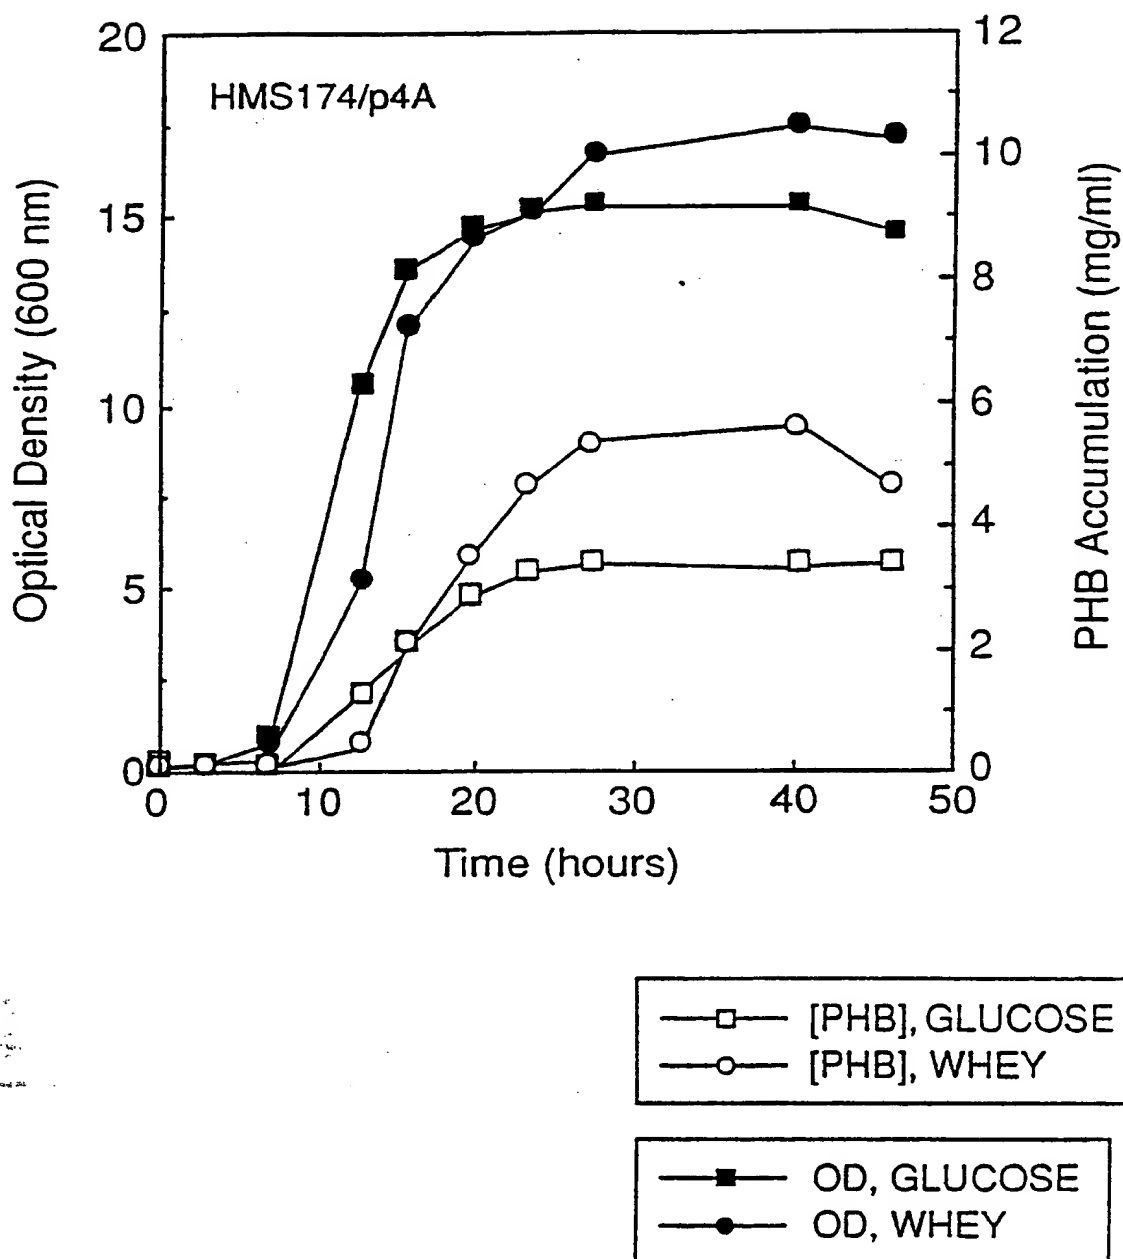 20
12
HMS174/p4A
10
15
8
10
6
4
5
2
0
0
0
10
20
30
40
50
Optical Density (600 nm)
PHB Accumulation (mg/ml)
Time (hours)
[PHB], GLUCOSE
[PHB], WHEY
OD, GLUCOSE
OD, WHEY